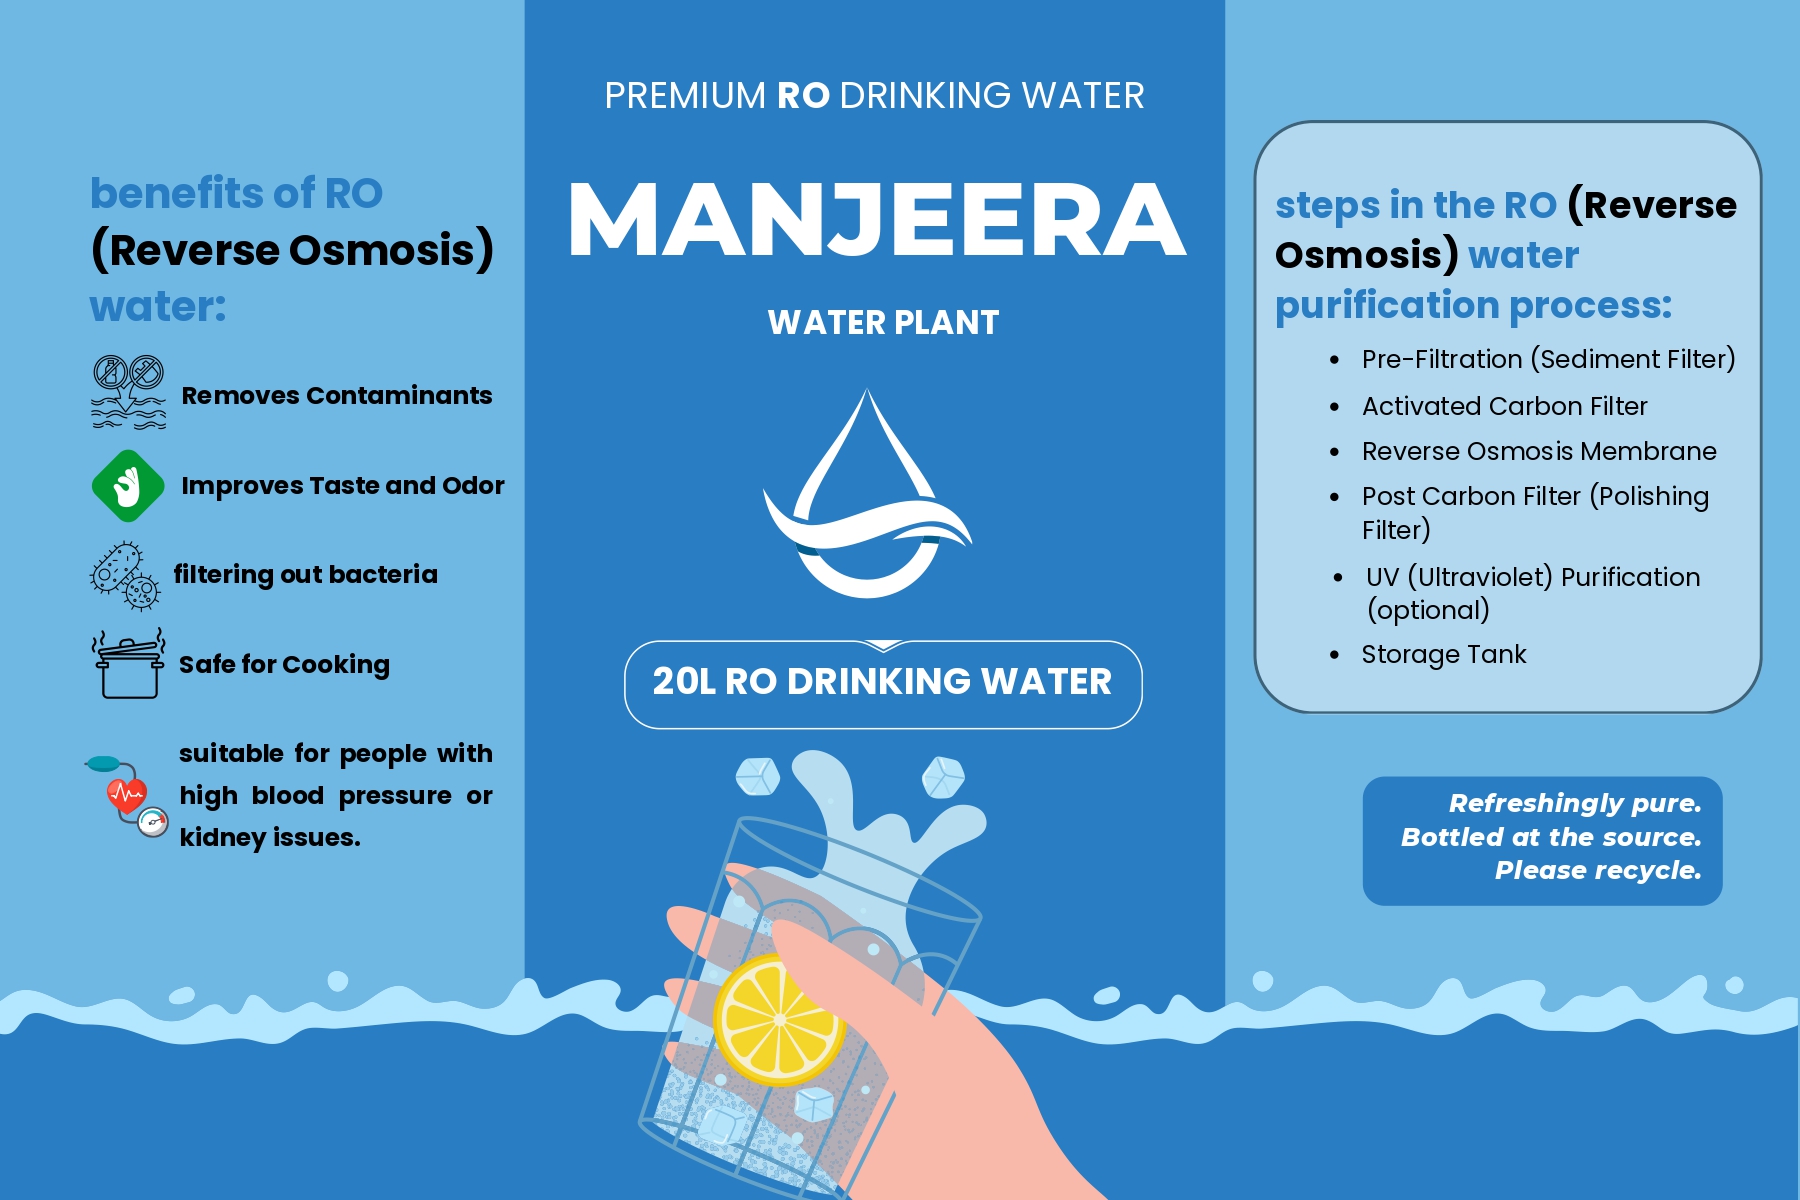 benefits of RO
(Reverse Osmosis)
water:
Removes Contaminants
Improves Taste and Odor
filtering out bacteria
Safe for Cooking
suitable for people with
high blood pressure or
kidney issues.
PREMIUM RO DRINKING WATER
MANJEERA
WATER PLANT
20L RO DRINKING WATER
steps in the RO (Reverse
Osmosis) water
purification process:
• Pre-Filtration (Sediment Filter)
• Activated Carbon Filter
• Reverse Osmosis Membrane
• Post Carbon Filter (Polishing
Filter)
• UV (Ultraviolet) Purification
(optional)
• Storage Tank
Refreshingly pure.
Bottled at the source.
Please recycle.